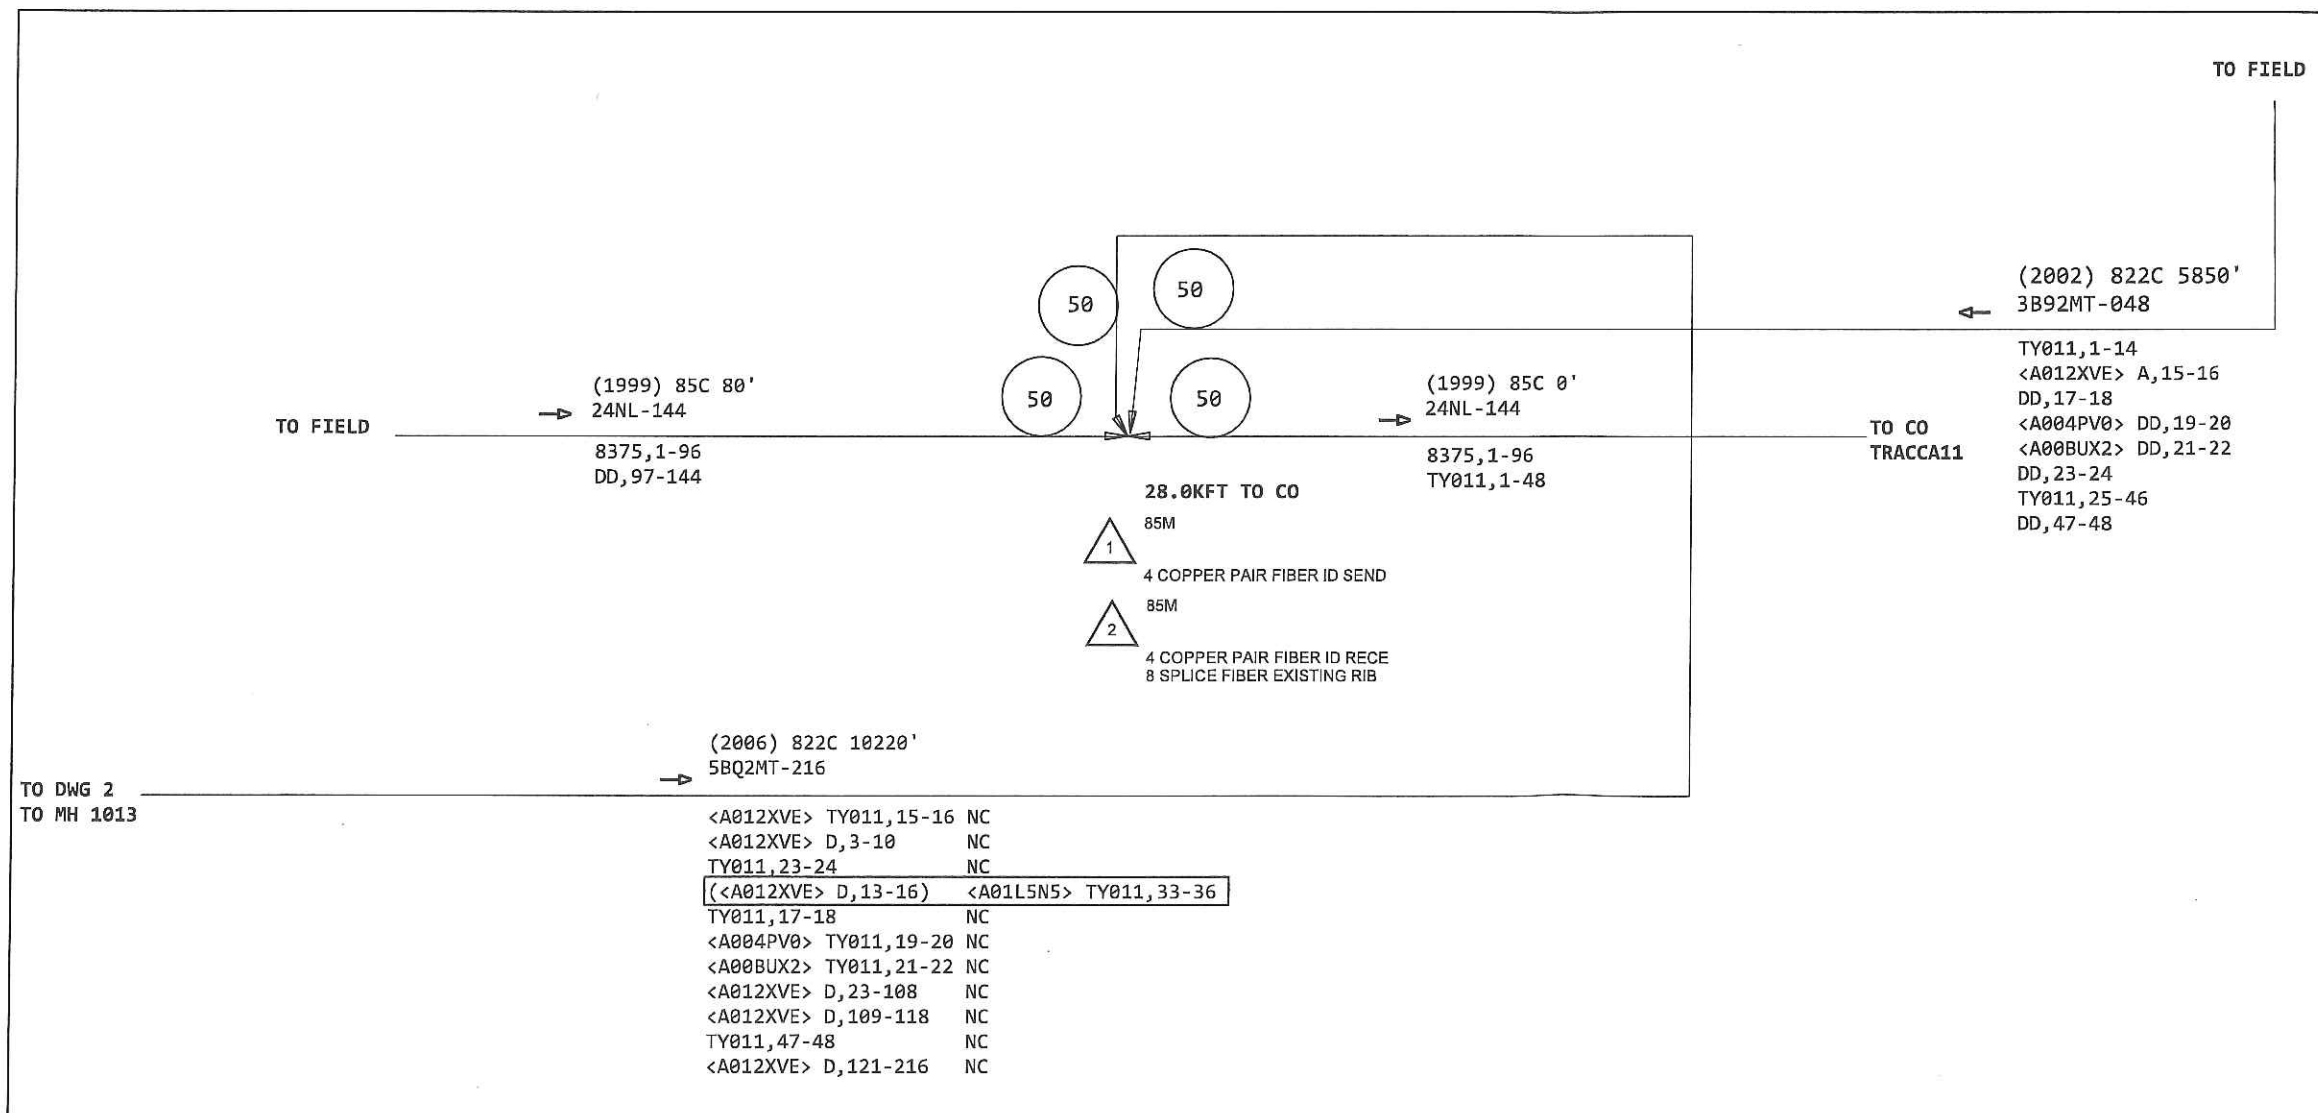 TO FIELD
(2002) 822C 5850'
3B92MT-048
TY011,1-14
<A012XVE> A,15-16
DD,17-18
<A004PV0> DD,19-20
<A00BUX2> DD,21-22
DD,23-24
TY011,25-46
DD,47-48
50
50
50
50
TO FIELD
(1999) 85C 80'
24NL-144
8375,1-96
DD,97-144
(1999) 85C 0'
24NL-144
8375,1-96
TY011,1-48
TO CO
TRACCA11
28.0KFT TO CO
1
85M
4 COPPER PAIR FIBER ID SEND
2
85M
4 COPPER PAIR FIBER ID RECE
8 SPLICE FIBER EXISTING RIB
TO DWG 2
TO MH 1013
(2006) 822C 10220'
5BQ2MT-216
<A012XVE> TY011,15-16 NC
<A012XVE> D,3-10 NC
TY011,23-24 NC
(<A012XVE> D,13-16) <A01L5N5> TY011,33-36
TY011,17-18 NC
<A004PV0> TY011,19-20 NC
<A00BUX2> TY011,21-22 NC
<A012XVE> D,23-108 NC
<A012XVE> D,109-118 NC
TY011,47-48 NC
<A012XVE> D,121-216 NC